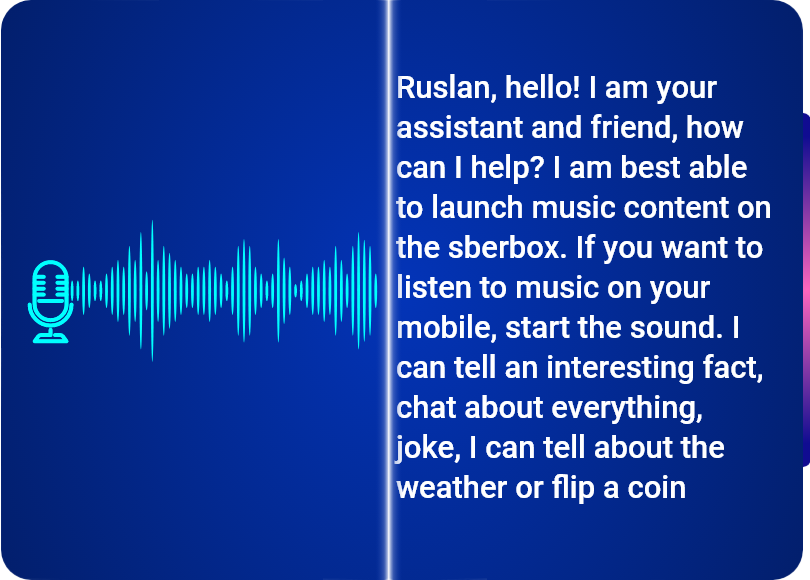 Ruslan, hello! I am your
assistant and friend, how
can I help? I am best able
to launch music content on
the sberbox. If you want to
listen to music on your
mobile, start the sound. I
can tell an interesting fact,
chat about everything,
joke, I can tell about the
weather or flip a coin